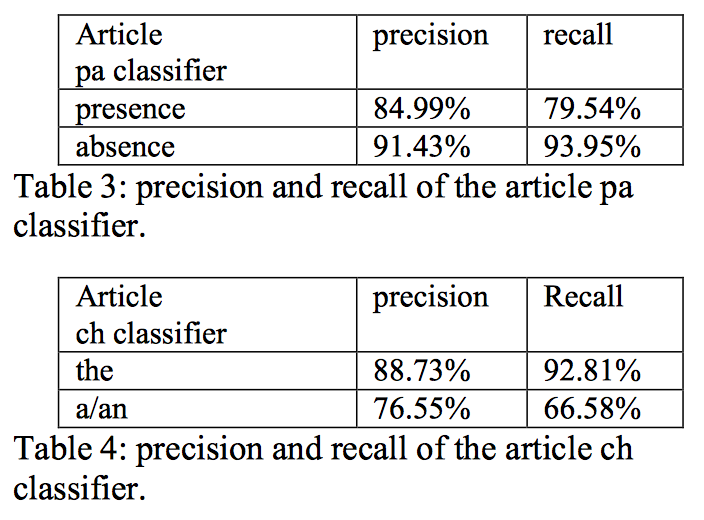 Article precision recall
pa classifier
presence 84.99% 79.54%
absence 91.43% 93.95%
Table 3: precision and recall of the article pa
classifier.
Article precision Recall
ch classifier
the 88.73% 92.81%
a/an 76.55% 66.58%
Table 4: precision and recall of the article ch
classifier.